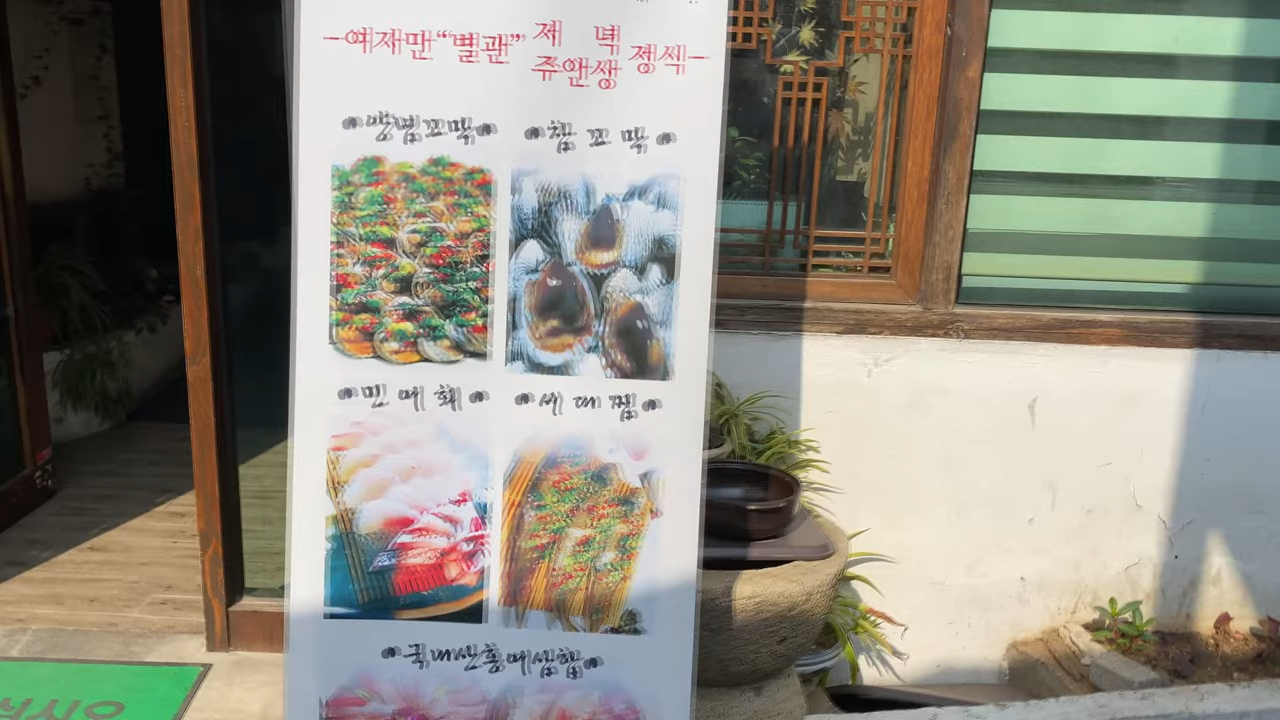 -여재만“별관” 저녁 주안상 정식-
양념꼬막
참꼬막
민어회
서대찜
국내산홍어삼합